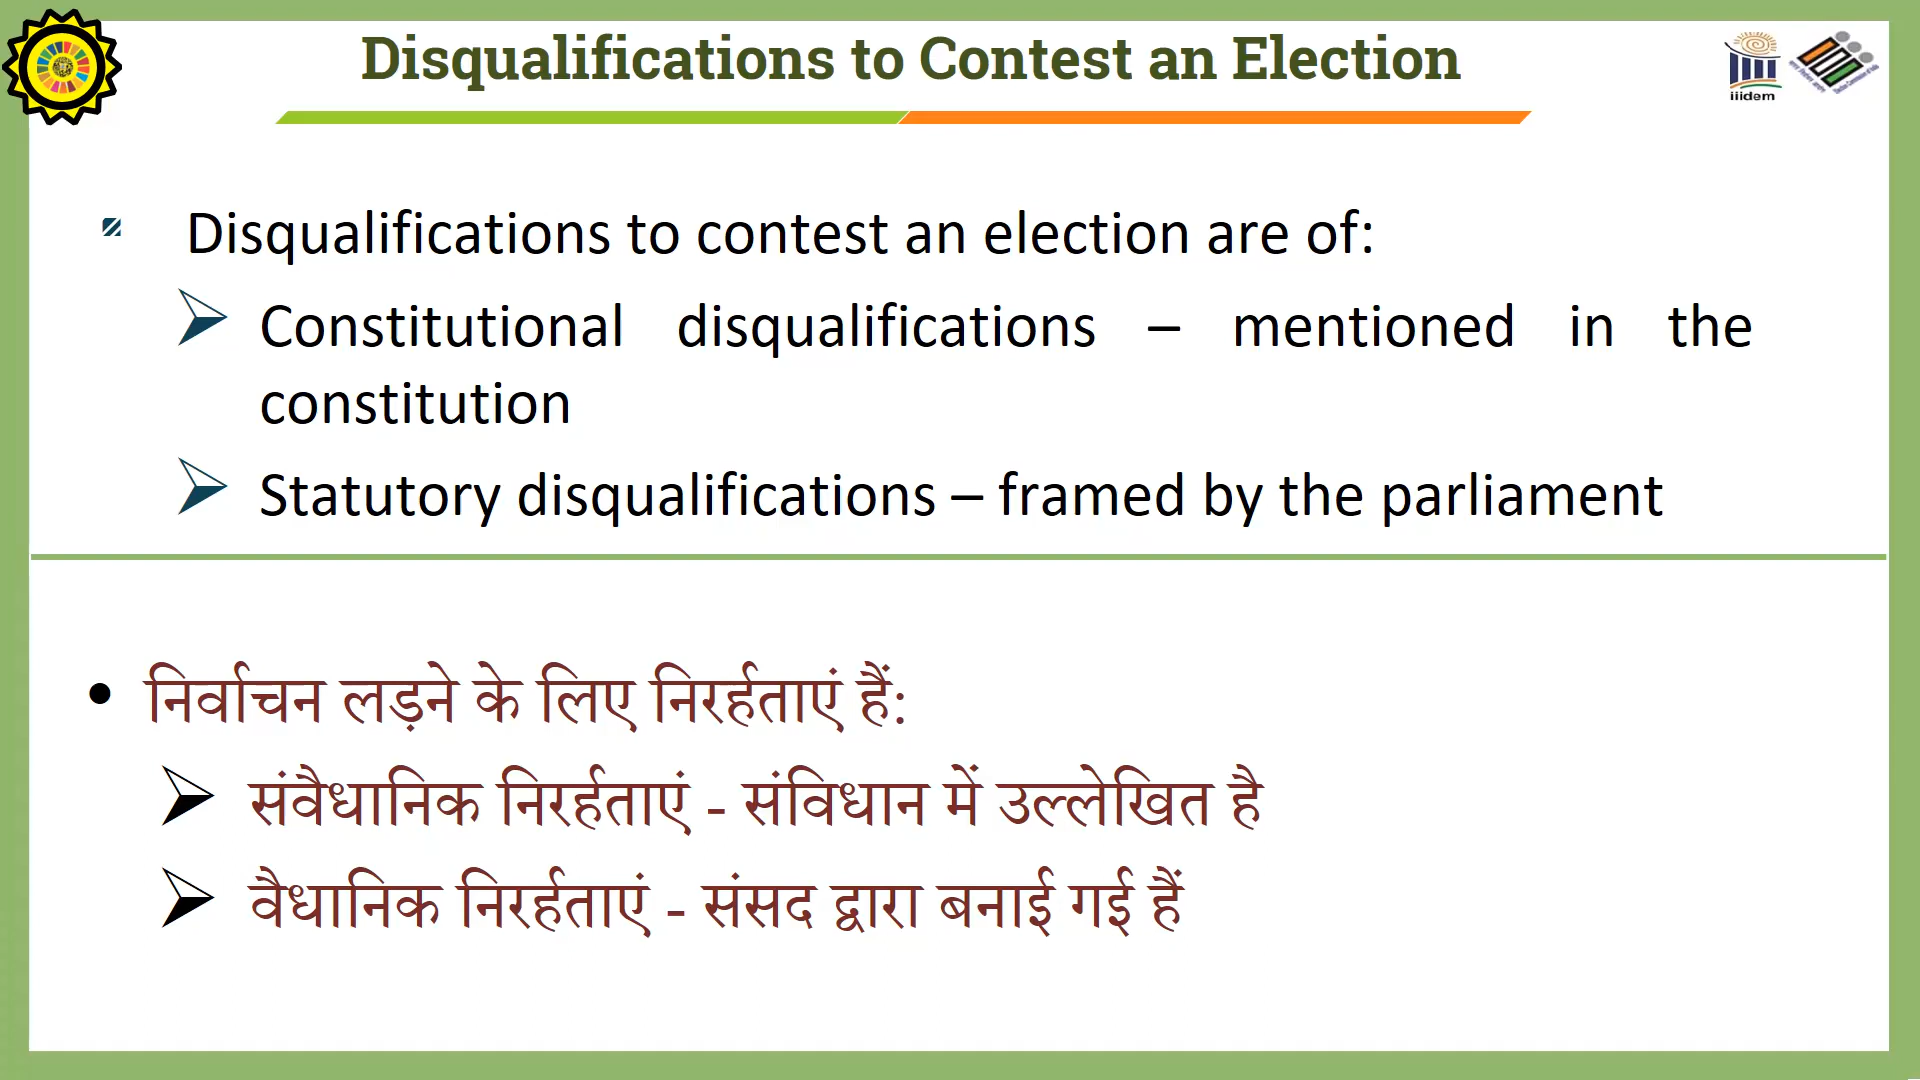 Disqualifications to Contest an Election
iiidem
Disqualifications to contest an election are of:
Constitutional disqualifications – mentioned in the
constitution
Statutory disqualifications – framed by the parliament
निर्वाचन लड़ने के लिए निरर्हताएं हैं:
संवैधानिक निरर्हताएं - संविधान में उल्लेखित है
वैधानिक निरर्हताएं - संसद द्वारा बनाई गई हैं